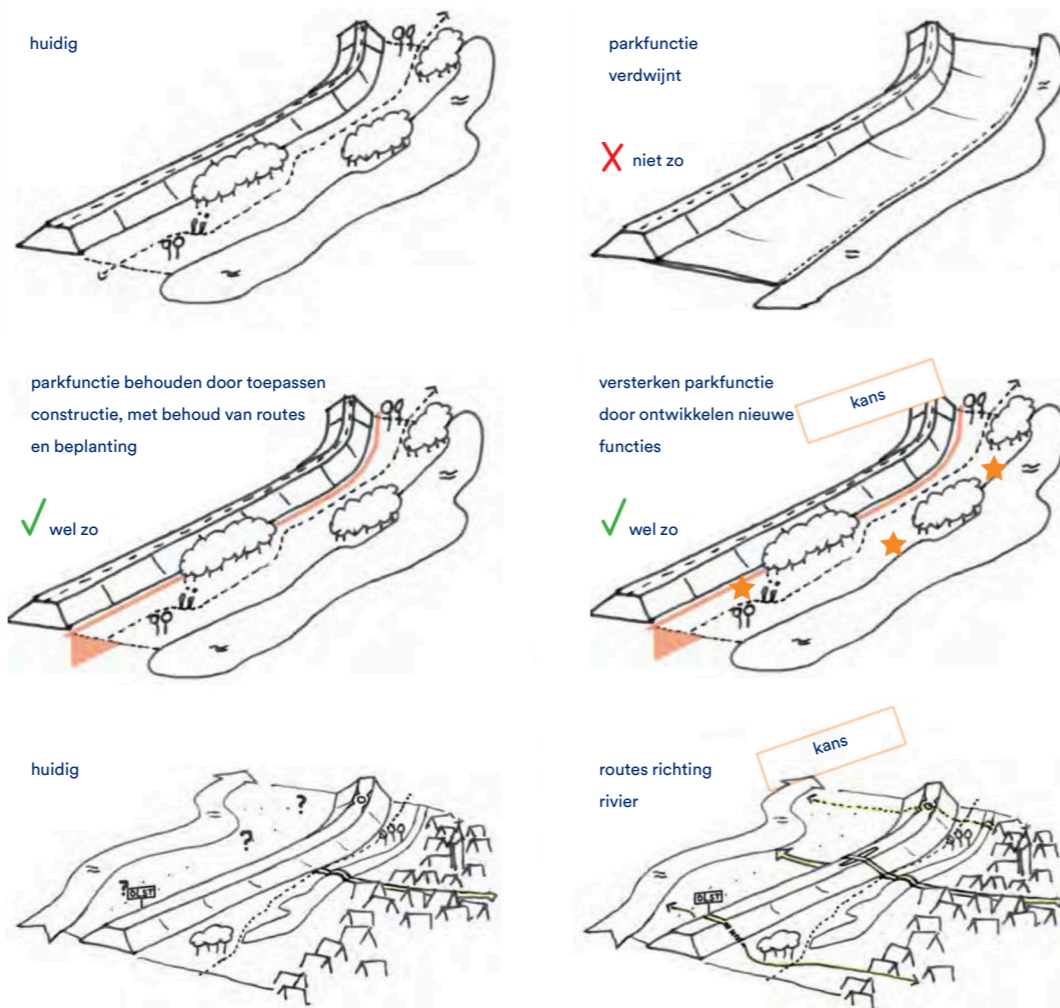 huidig
parkfunctie
verdwijnt
niet zo
parkfunctie behouden door toepassen
constructie, met behoud van routes
en beplanting
wel zo
versterken parkfunctie
door ontwikkelen nieuwe
functies
kans
wel zo
huidig
?
?
?
OLST
routes richting
rivier
kans
OLST